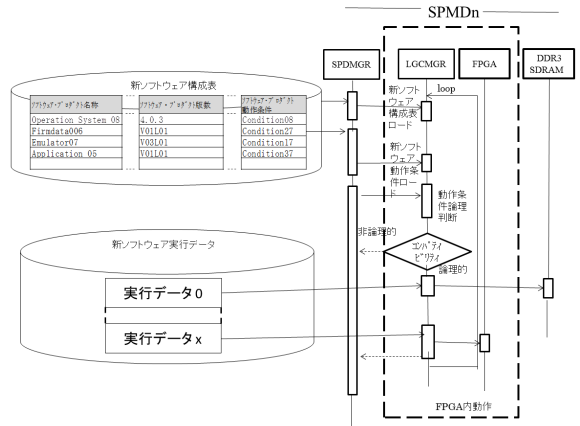 SPMDn
SPDMGR
LGCMGR
FPGA
DDR3
SDRAM
新ソフトウェア構成表
ソフトウェア・プロダクト名称
ソフトウェア・プロダクト版数
ソフトウェア・プロダクト
動作条件
Operation System 08
4.0.3
Condition08
Firmdata006
V01L01
Condition27
Emulator07
V03L01
Condition17
Application 05
V01L01
Condition37
loop
新ソフト
ウェア
構成表
ロード
新ソフト
ウェア
動作条
件ロー
ド
動作条
件論理
判断
非論理的
コンパティ
ビリティ
論理的
新ソフトウェア実行データ
実行データ0
実行データx
FPGA内動作